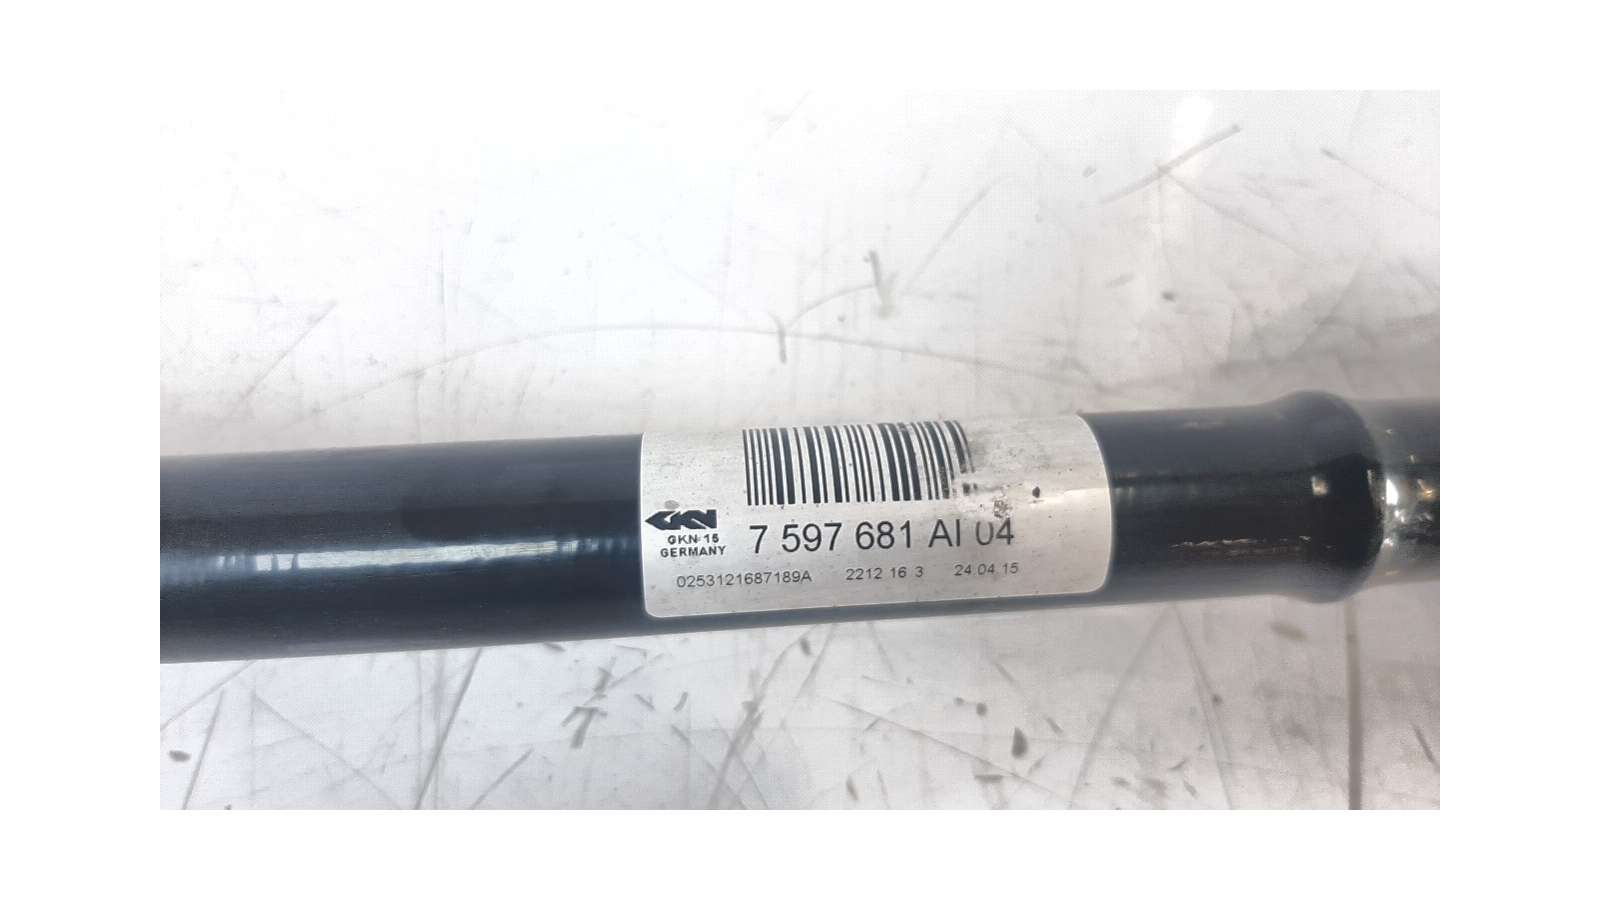 GKN
GKN 15
GERMANY
7 597 681 AI 04
0253121687189A 2212 16 3 24 04 15